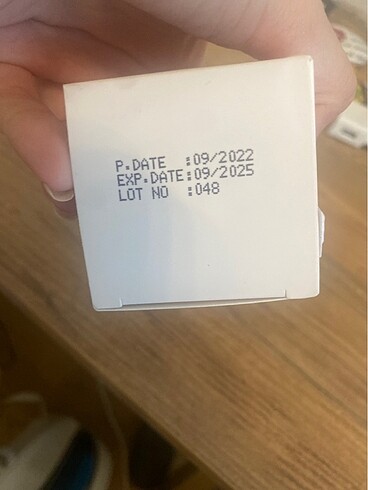 P.DATE :09/2022
EXP.DATE:09/2025
LOT NO :048